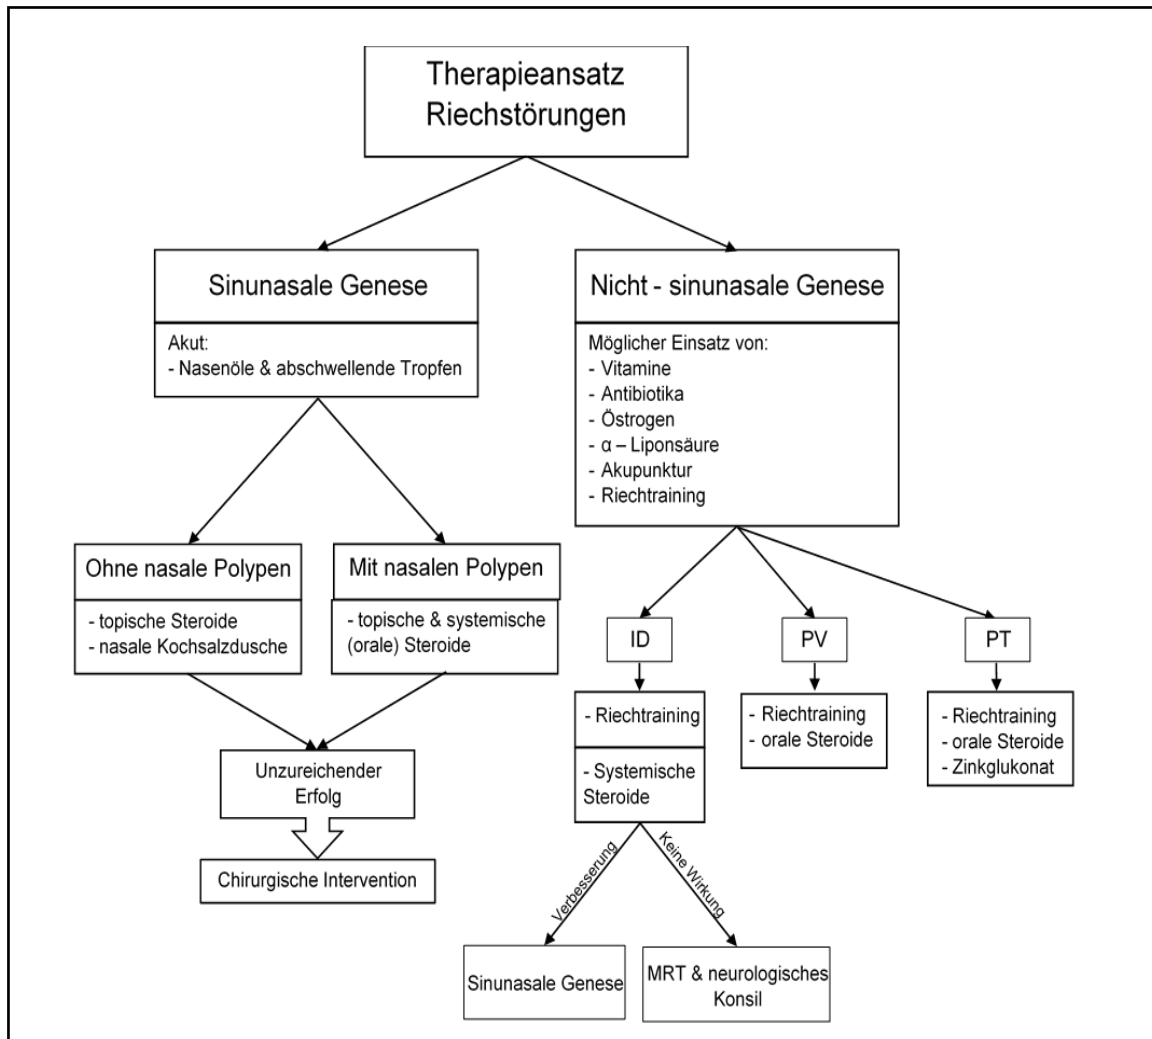 Therapieansatz
Riechstörungen
Sinunasale Genese
Akut:
- Nasenöle & abschwellende Tropfen
Nicht - sinunasale Genese
Möglicher Einsatz von:
- Vitamine
- Antibiotika
- Östrogen
- α – Liponsäure
- Akupunktur
- Riechtraining
Ohne nasale Polypen
- topische Steroide
- nasale Kochsalzdusche
Mit nasalen Polypen
- topische & systemische
(orale) Steroide
Unzureichender
Erfolg
Chirurgische Intervention
ID
- Riechtraining
- Systemische
Steroide
PV
- Riechtraining
- orale Steroide
PT
- Riechtraining
- orale Steroide
- Zinkglukonat
Verbesserung
Keine Wirkung
Sinunasale Genese
MRT & neurologisches
Konsil